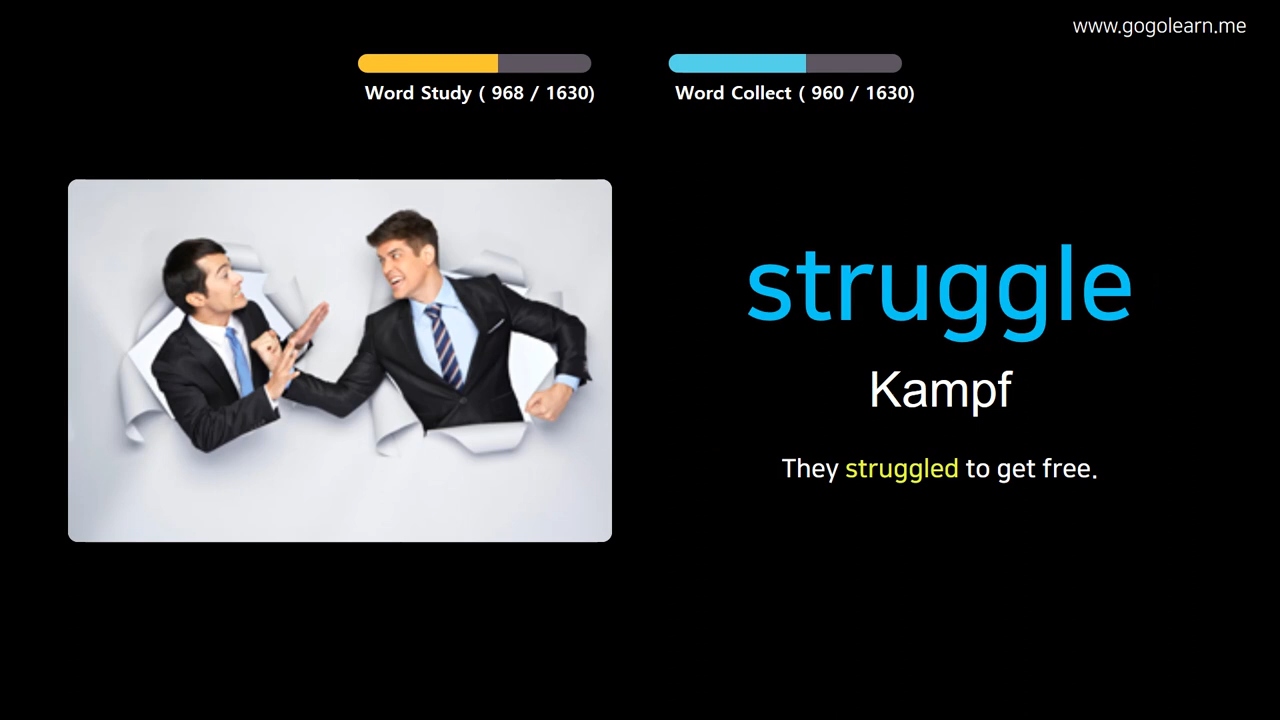 www.gogolearn.me
Word Study ( 968 / 1630)
Word Collect ( 960 / 1630)
struggle
Kampf
They struggled to get free.